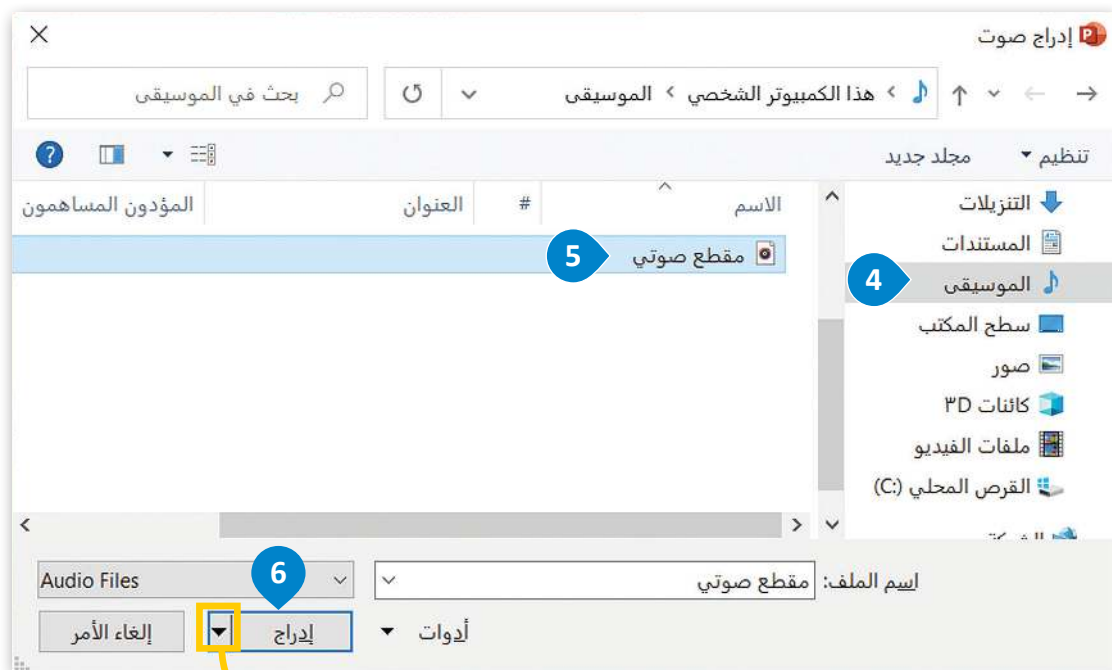 إدراج صوت
هذا الكمبيوتر الشخصي
الموسيقى
بحث في الموسيقى
تنظيم
مجلد جديد
?
التنزيلات
المستندات
الموسيقى
4
سطح المكتب
صور
كائنات ٣D
ملفات الفيديو
القرص المحلي (C:)
الاسم
#
العنوان
المؤدون المساهمون
مقطع صوتي
5
اسم الملف:
مقطع صوتي
Audio Files
6
أدوات
إدراج
إلغاء الأمر